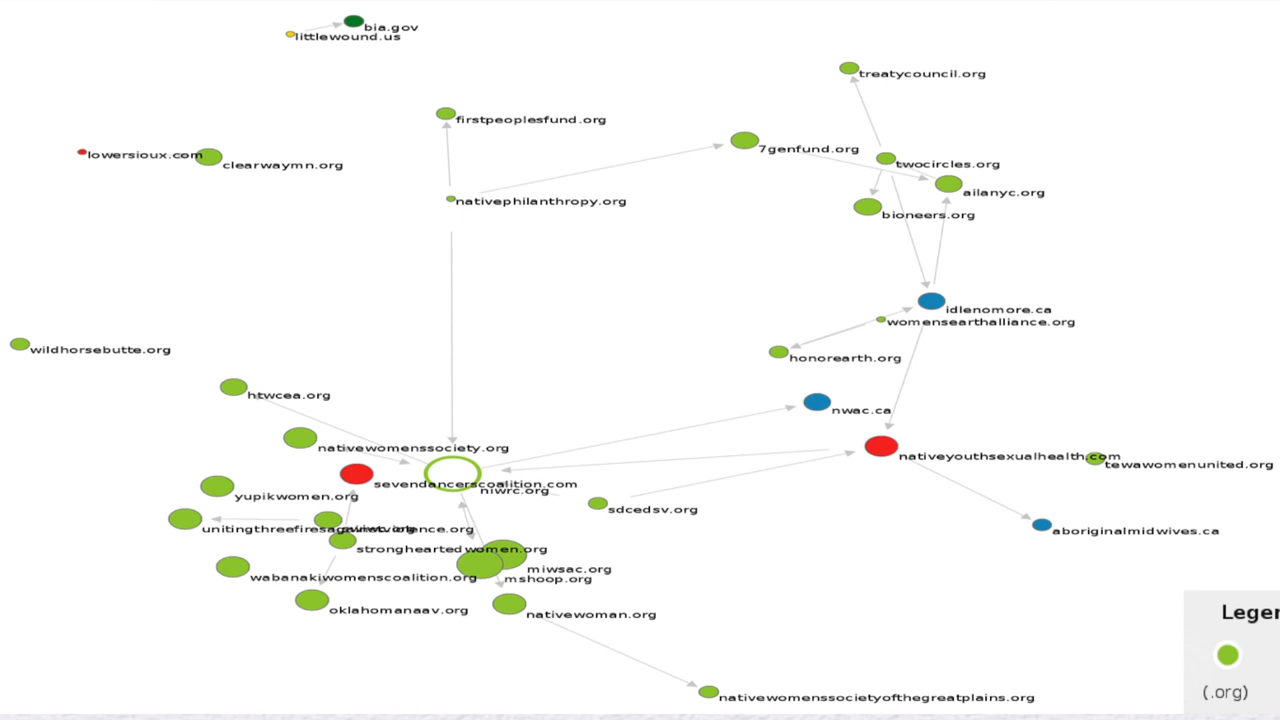 bia.gov
littlewound.us
treatycouncil.org
firstpeoplesfund.org
7genfund.org
lowersioux.com
clearwaymn.org
twocircles.org
ailanyc.org
nativephilanthropy.org
bioneers.org
idlenomore.ca
womensearthalliance.org
wildhorsebutte.org
honorearth.org
htwcea.org
nwac.ca
nativewomenssociety.org
nativeyouthsexualhealth.com
tewawomenunited.org
sevendancerscoalition.com
niwrc.org
yupikwomen.org
sdcedsv.org
unitingthreefiresagainstviolence.org
aboriginalmidwives.ca
strongheartedwomen.org
miwsac.org
wabanakiwomenscoalition.org
mshoop.org
oklahomanaav.org
nativewoman.org
Legen
(.org)
nativewomenssocietyofthegreatplains.org